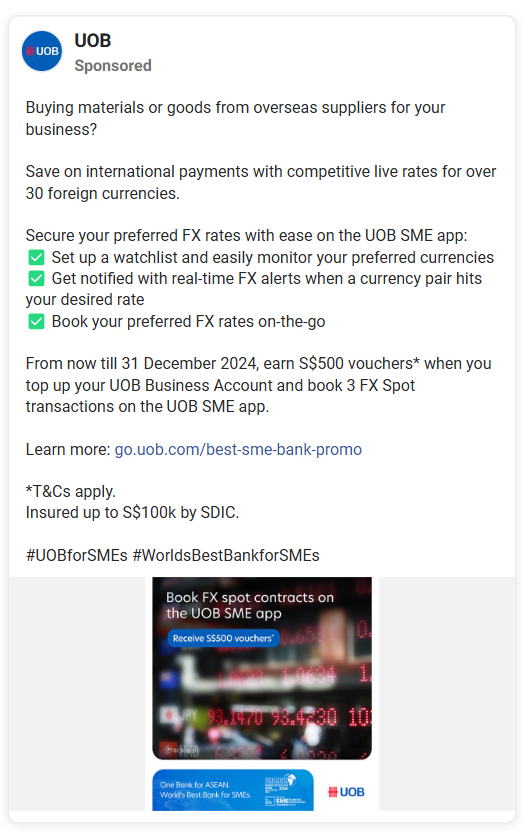 UOB
UOB
Sponsored
Buying materials or goods from overseas suppliers for your
business?
Save on international payments with competitive live rates for over
30 foreign currencies.
Secure your preferred FX rates with ease on the UOB SME app:
✅ Set up a watchlist and easily monitor your preferred currencies
✅ Get notified with real-time FX alerts when a currency pair hits
your desired rate
✅ Book your preferred FX rates on-the-go
From now till 31 December 2024, earn S$500 vouchers* when you
top up your UOB Business Account and book 3 FX Spot
transactions on the UOB SME app.
Learn more: go.uob.com/best-sme-bank-promo
*T&Cs apply.
Insured up to S$100k by SDIC.
#UOBforSMEs #WorldsBestBankforSMEs
Book FX spot contracts on
the UOB SME app
Receive S$500 vouchers*
JPY 93.1470 93.4230 10
One Bank for ASEAN.
World's Best Bank for SMEs.
SME
UOB